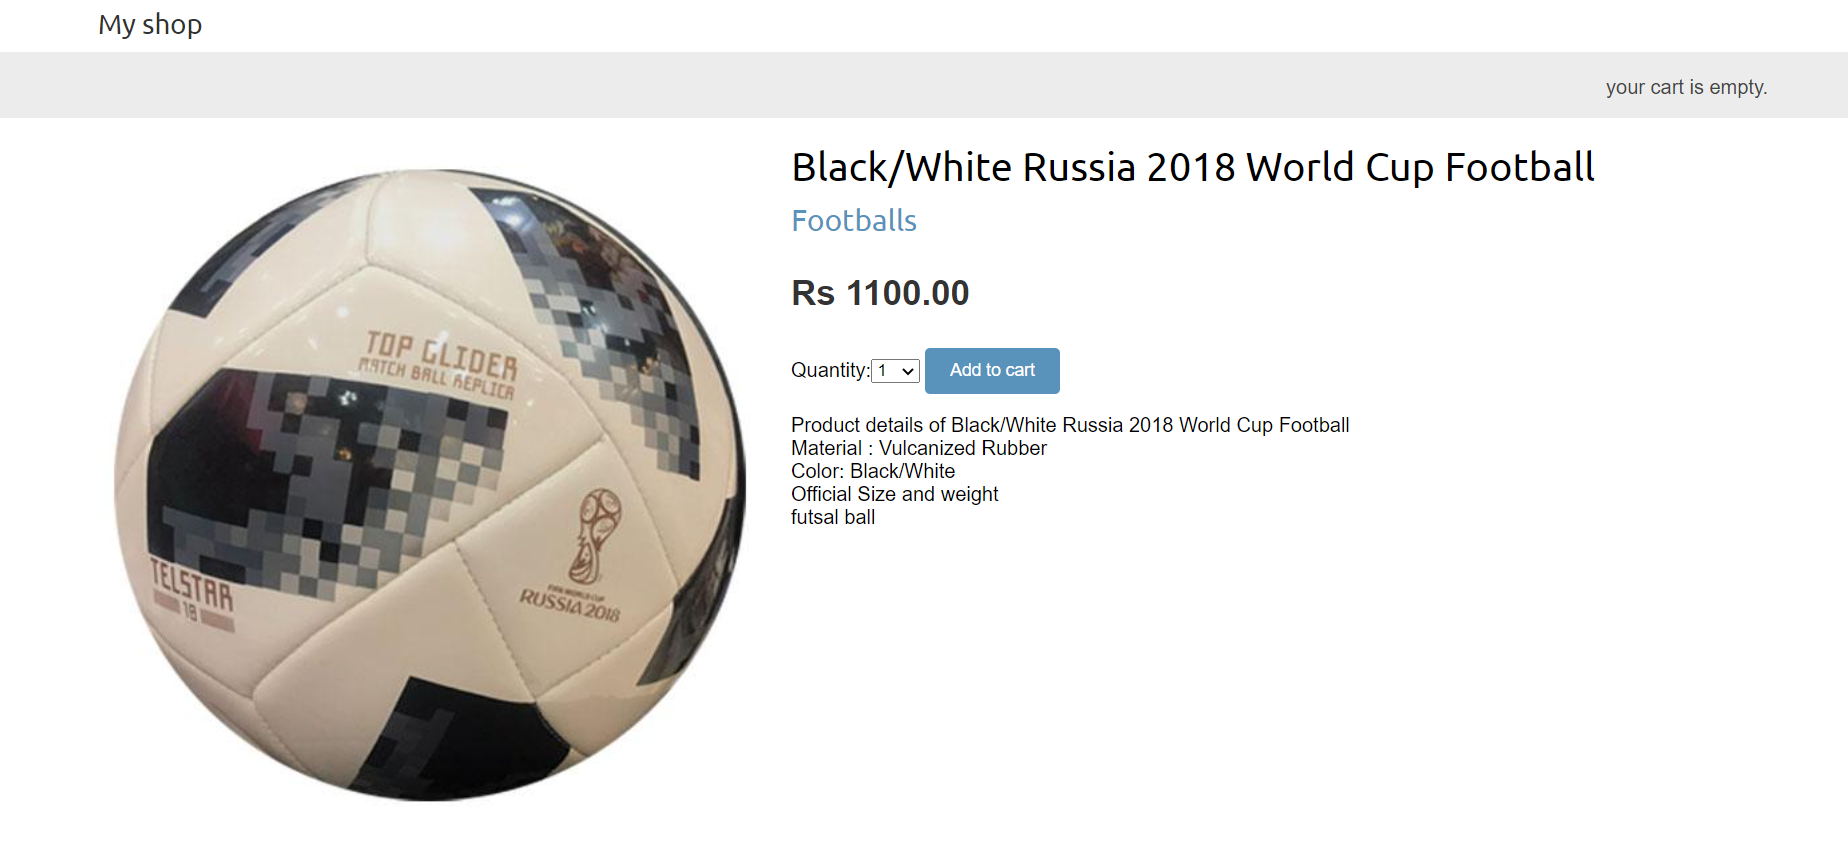 My shop
your cart is empty.
Black/White Russia 2018 World Cup Football
Footballs
Rs 1100.00
Quantity: 1 Add to cart
Product details of Black/White Russia 2018 World Cup Football
Material : Vulcanized Rubber
Color: Black/White
Official Size and weight
futsal ball
TOP GLIDER
MATCH BALL REPLICA
TELSTAR
18
FIFA WORLD CUP
RUSSIA 2018